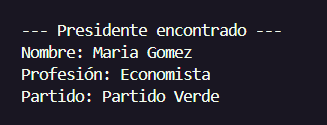 --- Presidente encontrado ---
Nombre: Maria Gomez
Profesión: Economista
Partido: Partido Verde